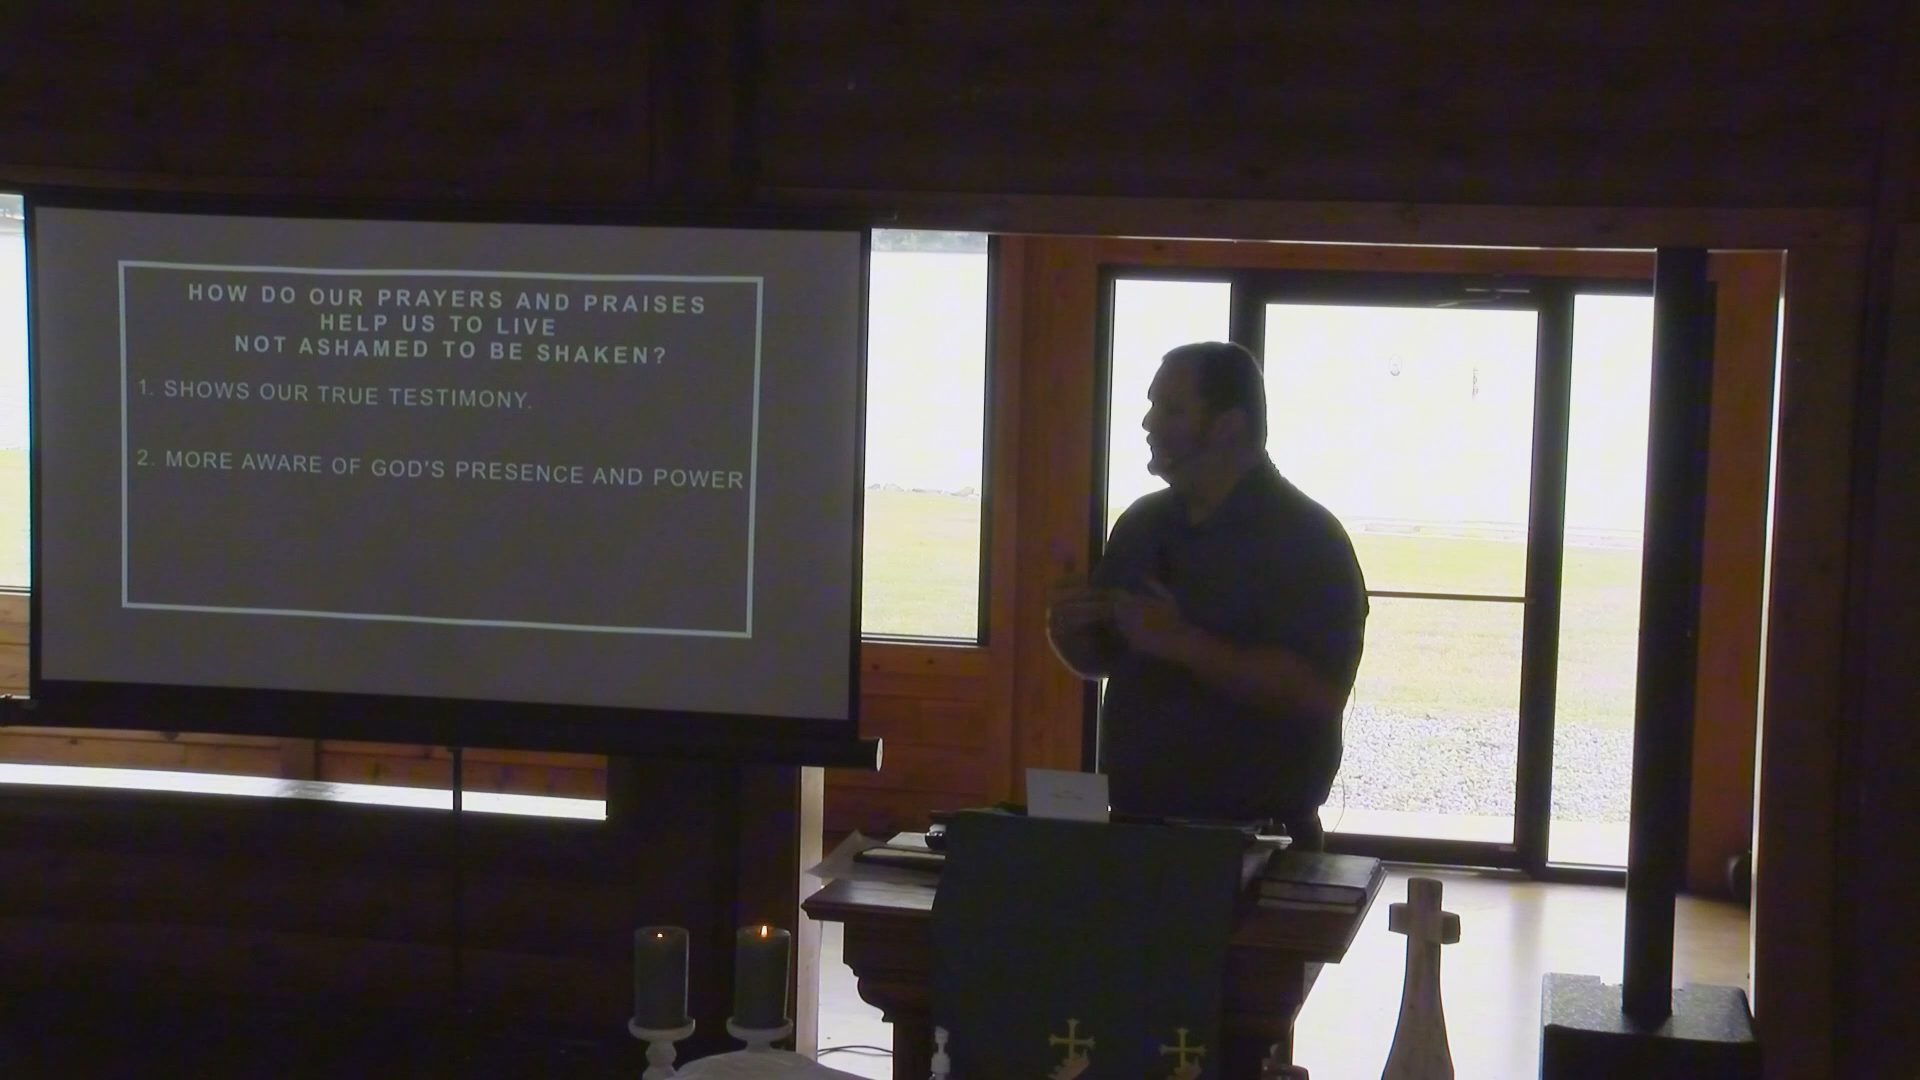 HOW DO OUR PRAYERS AND PRAISES
HELP US TO LIVE
NOT ASHAMED TO BE SHAKEN?
1. SHOWS OUR TRUE TESTIMONY.
2. MORE AWARE OF GOD'S PRESENCE AND POWER